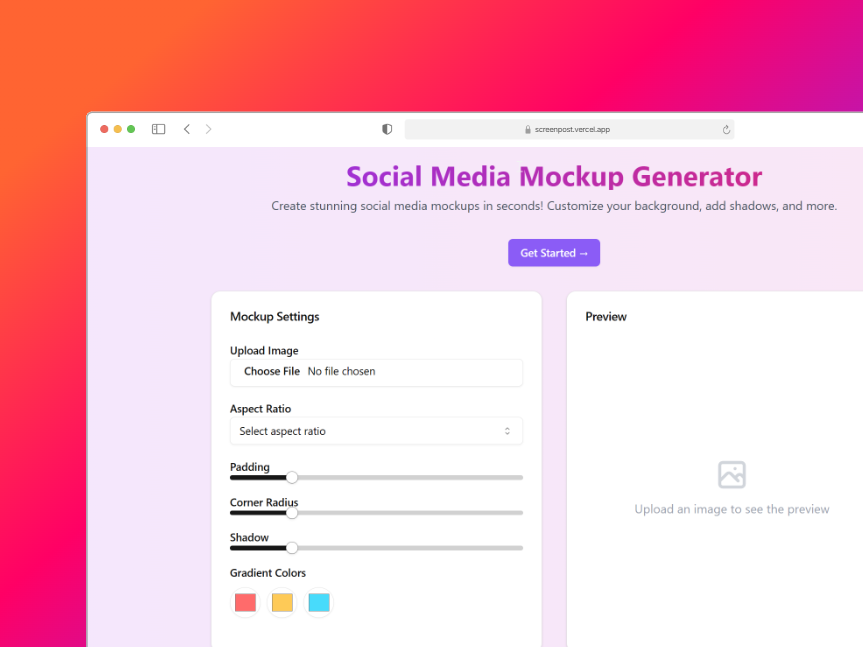 screenpost.vercel.app
Social Media Mockup Generator
Create stunning social media mockups in seconds! Customize your background, add shadows, and more.
Get Started →
Mockup Settings
Upload Image
Choose File No file chosen
Aspect Ratio
Select aspect ratio
Padding
Corner Radius
Shadow
Gradient Colors
Preview
Upload an image to see the preview